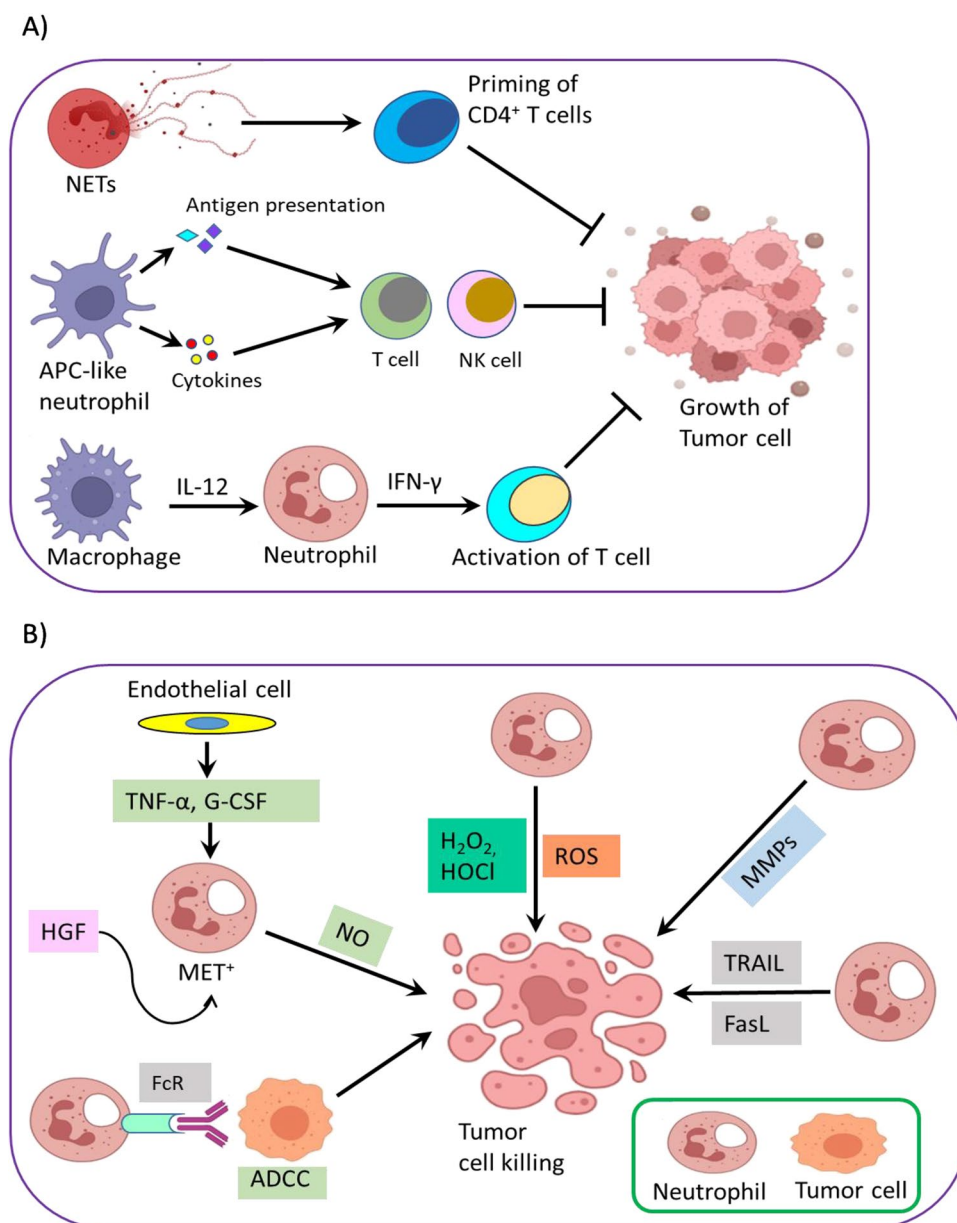 A)
Priming of
CD4⁺ T cells
NETs
Antigen presentation
APC-like
neutrophil
Cytokines
T cell
NK cell
Growth of
Tumor cell
Macrophage
IL-12
Neutrophil
IFN-γ
Activation of T cell
B)
Endothelial cell
TNF-α, G-CSF
HGF
MET⁺
NO
H₂O₂,
HOCl
ROS
MMPs
TRAIL
FasL
FcR
ADCC
Tumor
cell killing
Neutrophil
Tumor cell